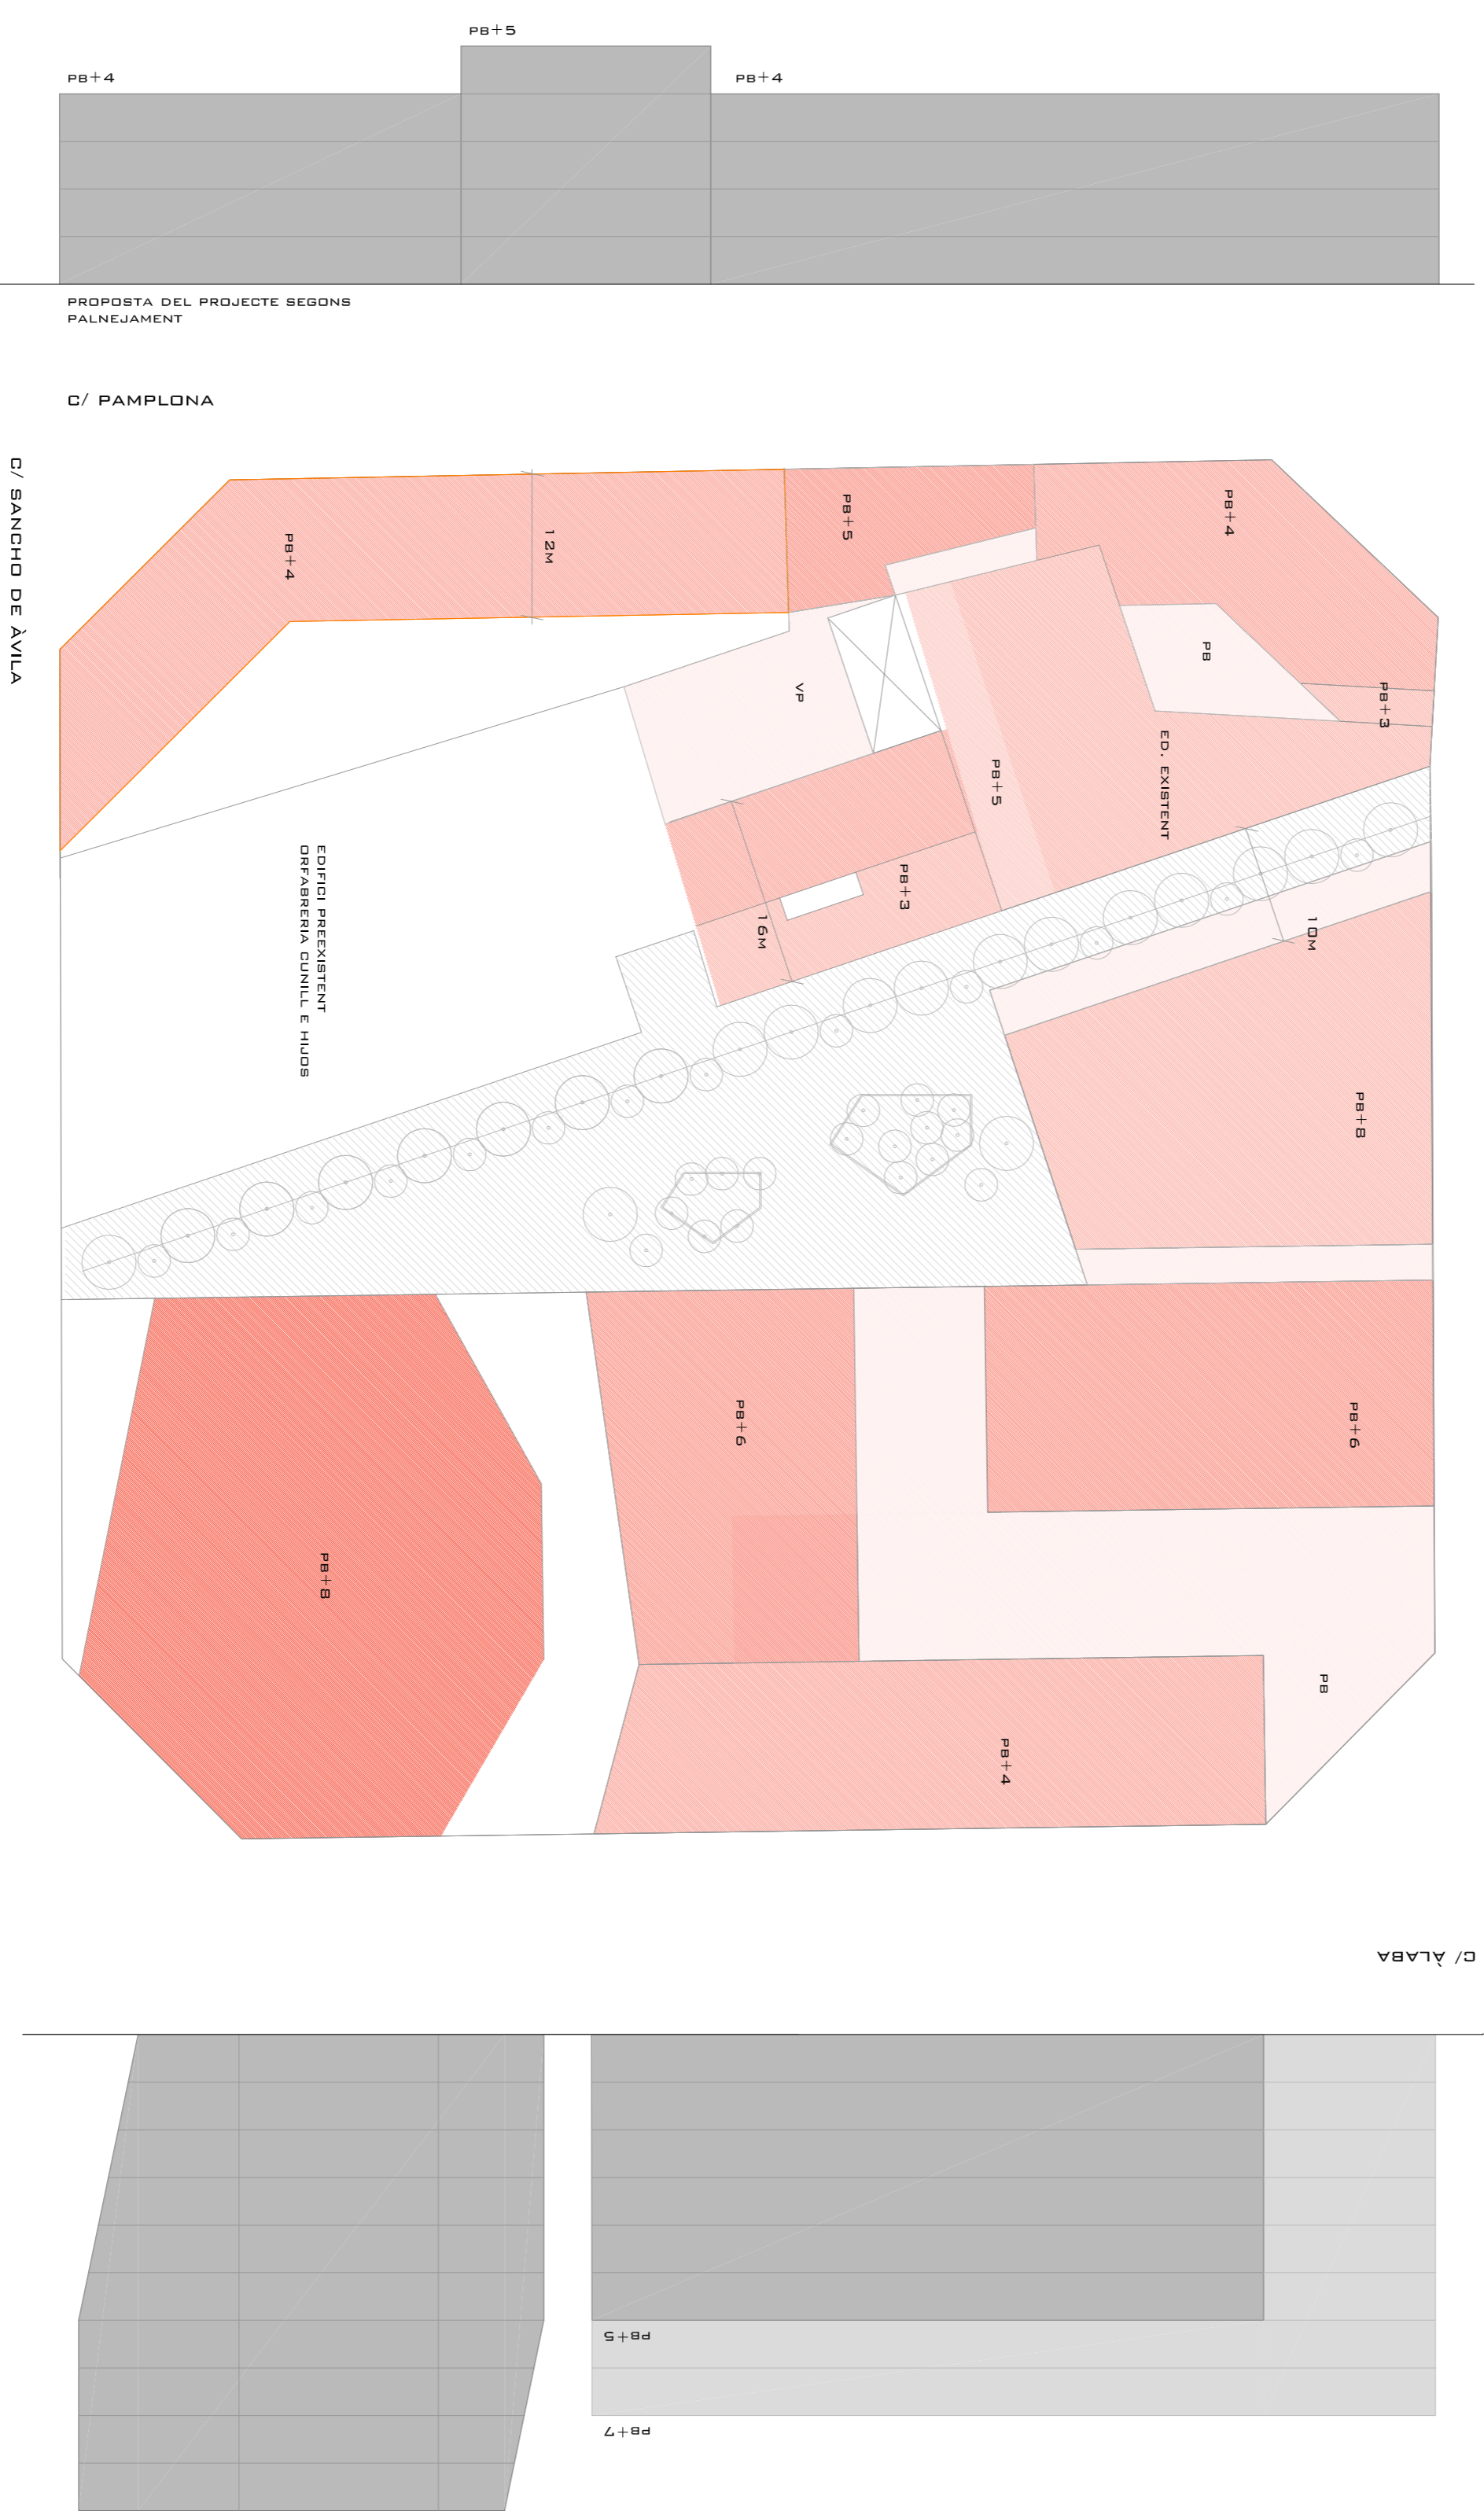 PB+5
PB+4
PB+4
PROPOSTA DEL PROJECTE SEGONS
PALNEJAMENT
C/ PAMPLONA
C/ SANCHO DE ÀVILA
PB+4
12M
PB+5
PB+4
PB
PB+3
VP
PB+5
ED. EXISTENT
PB+3
16M
10M
EDIFICI PREEXISTENT
ORFABRERIA CUNILL E HIJOS
PB+8
PB+6
PB+6
PB+8
PB
PB+4
C/ ÀLABA
PB+5
PB+7